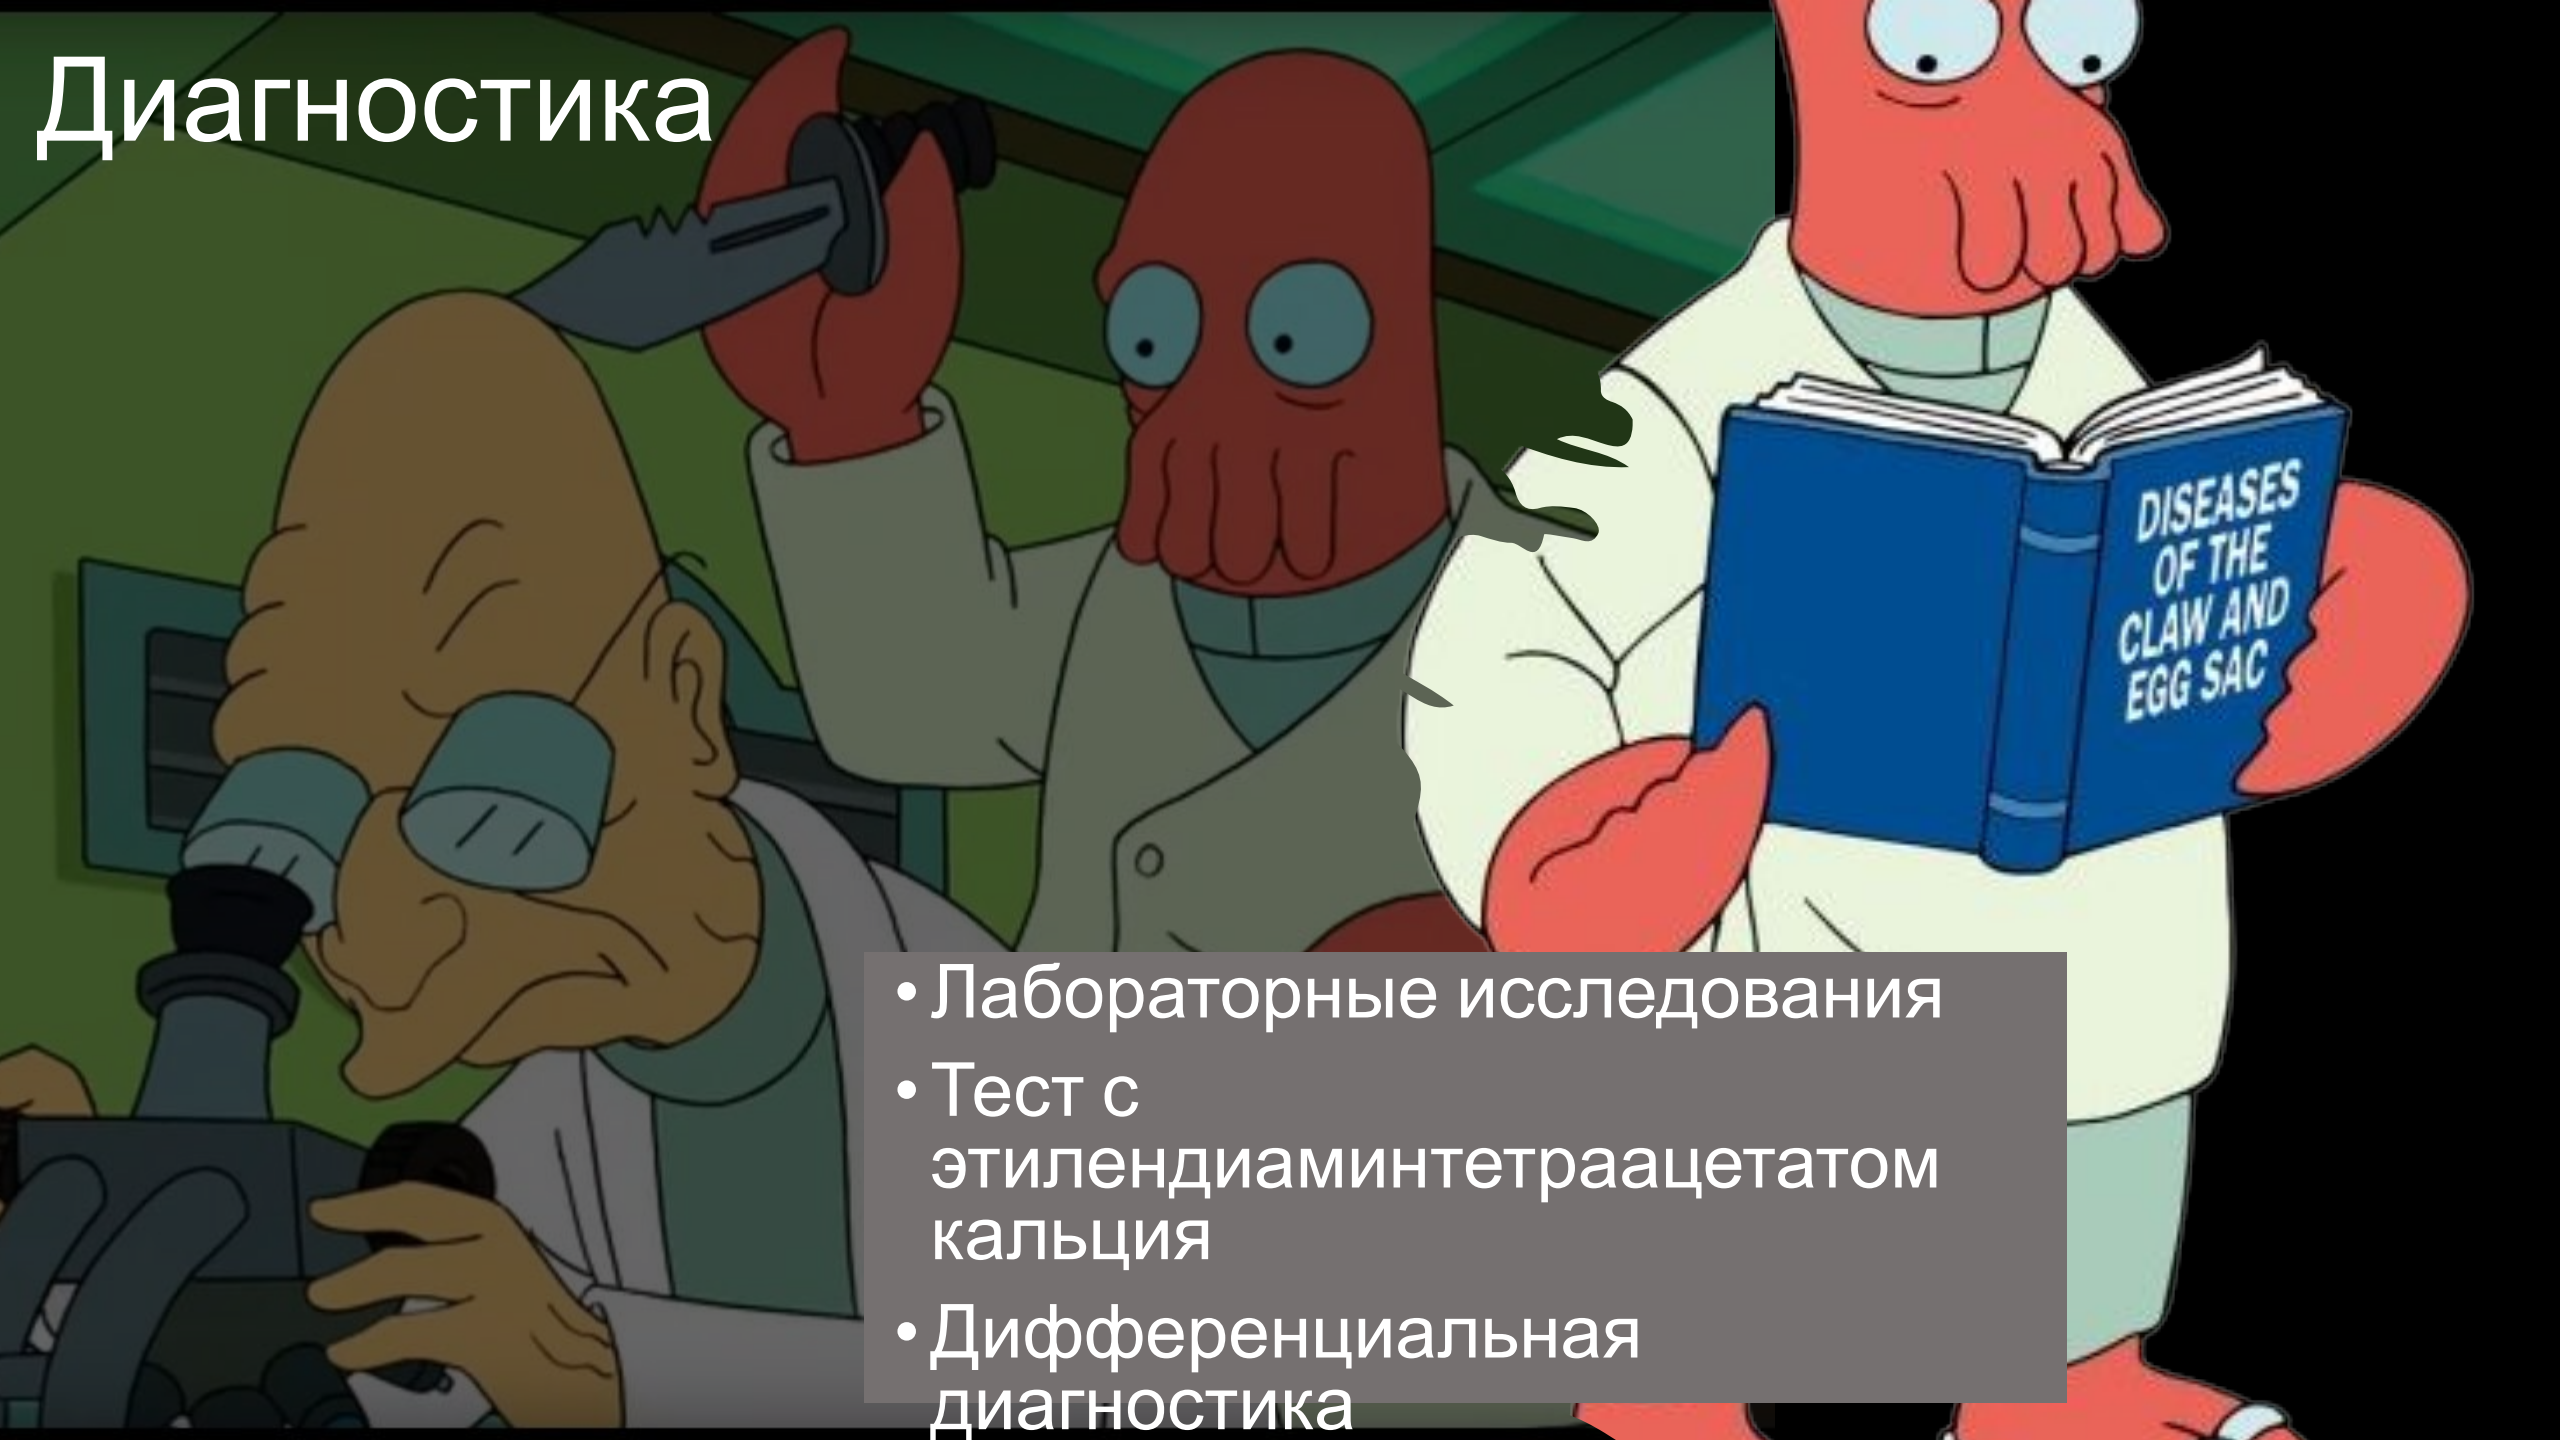 Диагностика
DISEASES
OF THE
CLAW AND
EGG SAC
• Лабораторные исследования
• Тест с
этилендиаминтетраацетатом
кальция
• Дифференциальная
диагностика